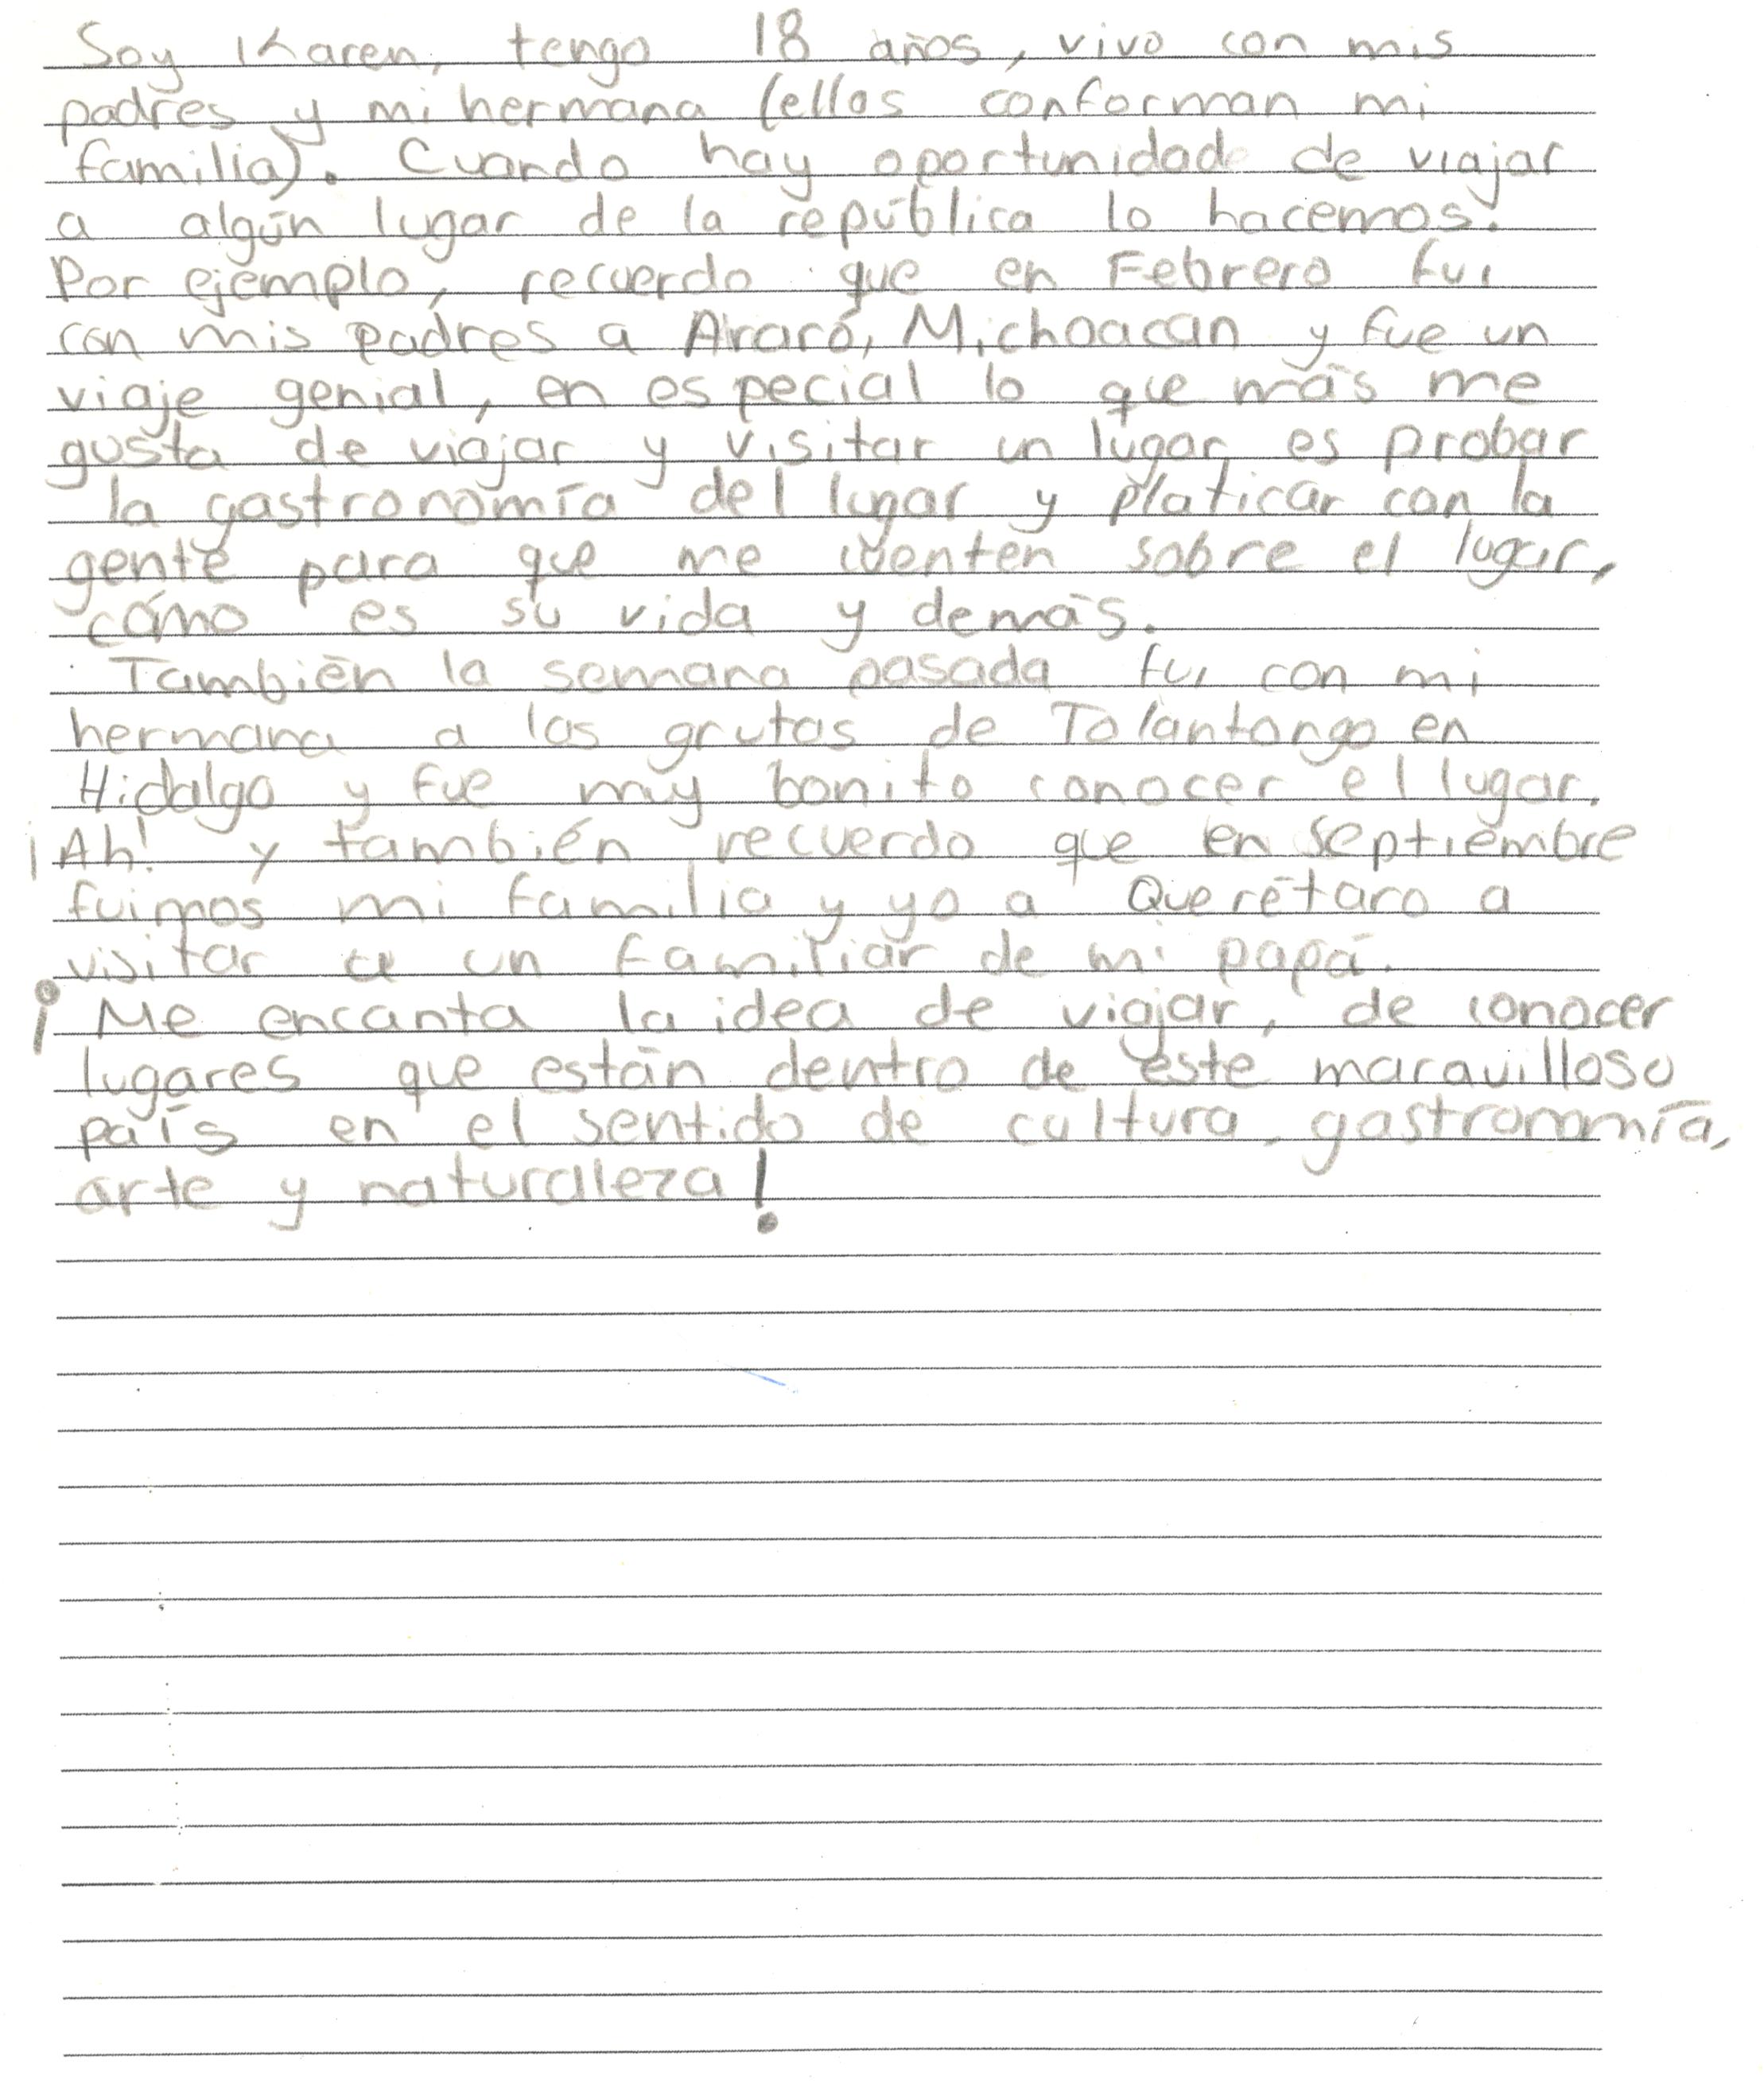 Soy Karen, tengo 18 años, vivo con mis
padres y mi hermana (ellos conforman mi
familia). Cuando hay oportunidad de viajar
a algún lugar de la república lo hacemos.
Por ejemplo, recuerdo que en Febrero fui
con mis padres a Araró, Michoacan y fue un
viaje genial, en especial lo que más me
gusta de viajar y visitar un lugar es probar
la gastronomía del lugar y platicar con la
gente para que me cuenten sobre el lugar,
cómo es su vida y demás.
También la semana pasada fui con mi
hermana a las grutas de Tolantongo en
Hidalgo y fue muy bonito conocer el lugar.
¡Ah! y también recuerdo que en septiembre
fuimos mi familia y yo a Querétaro a
visitar a un familiar de mi papá.
¡Me encanta la idea de viajar, de conocer
lugares que están dentro de este maravilloso
país en el sentido de cultura, gastronomía,
arte y naturaleza!